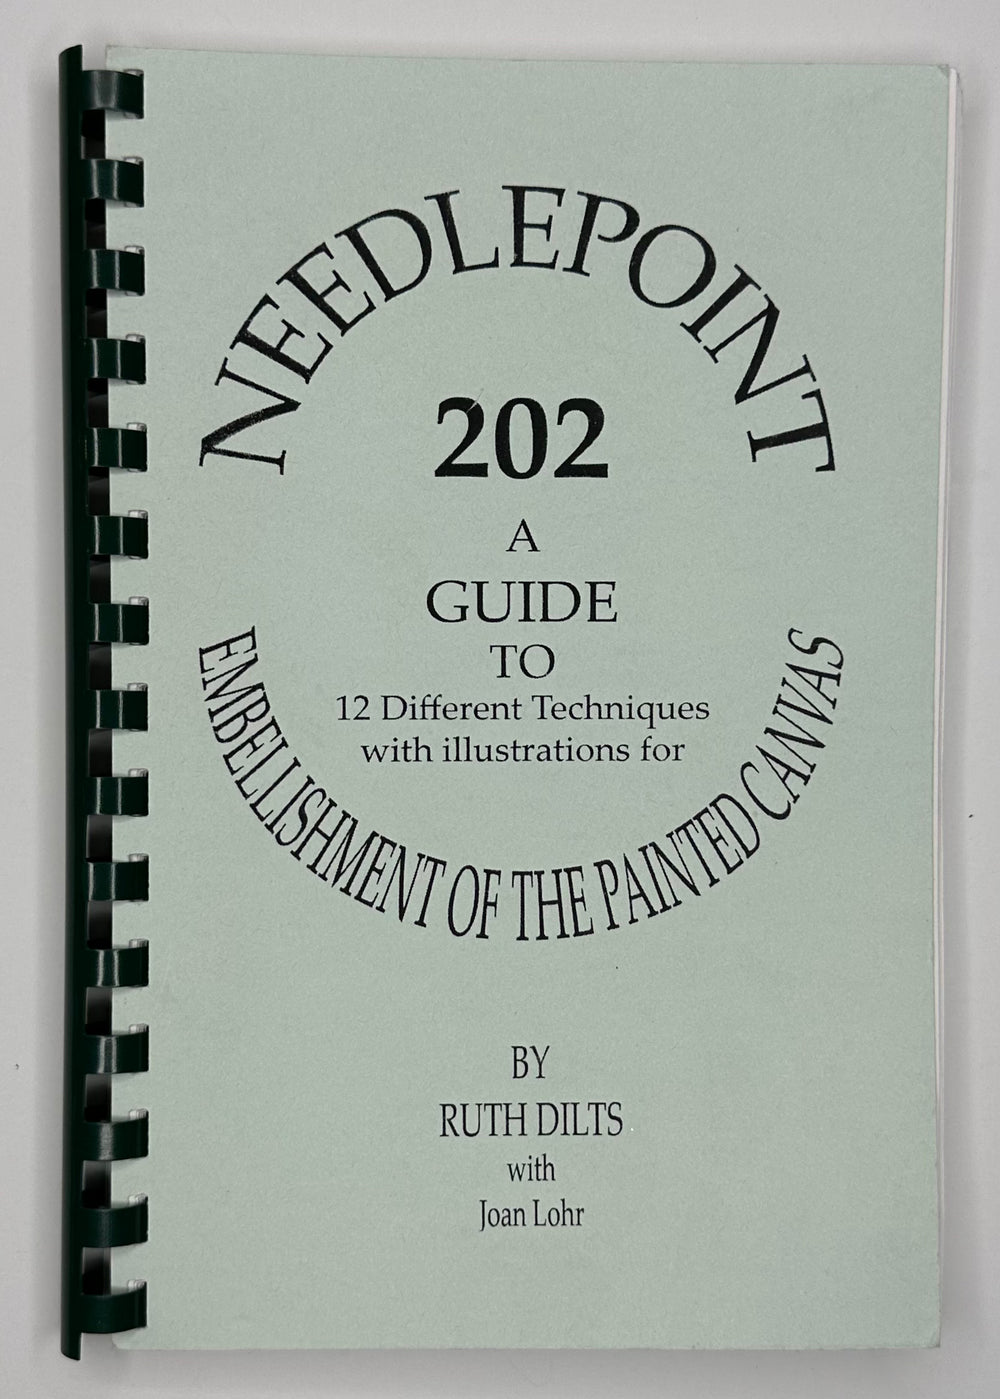 NEEDLEPOINT
202
A
GUIDE
TO
12 Different Techniques
with illustrations for
EMBELLISHMENT OF THE PAINTED CANVAS
BY
RUTH DILTS
with
Joan Lohr